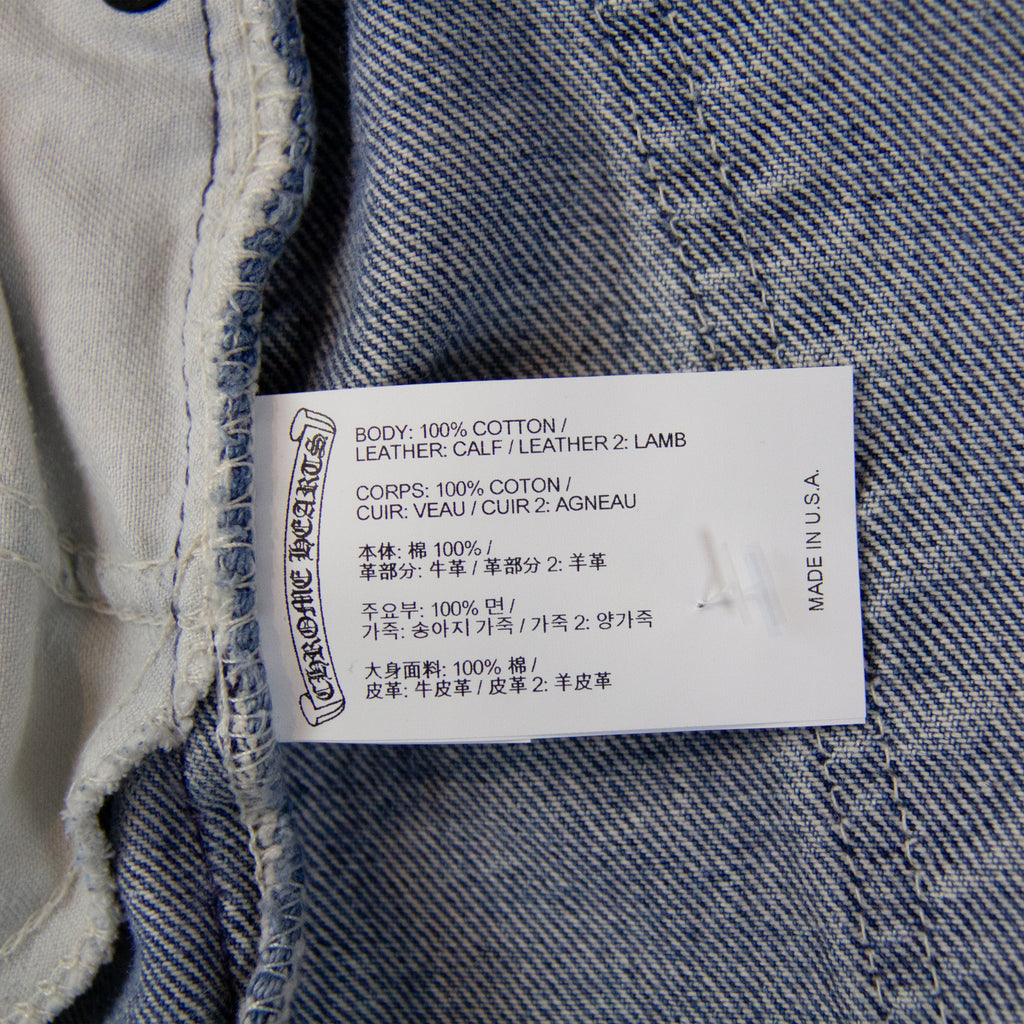 CHROME HEARTS
BODY: 100% COTTON /
LEATHER: CALF / LEATHER 2: LAMB
CORPS: 100% COTON /
CUIR: VEAU / CUIR 2: AGNEAU
本体: 棉 100% /
革部分: 牛革 / 革部分 2: 羊革
주요부: 100% 면 /
가죽: 송아지 가죽 / 가죽 2: 양가죽
大身面料: 100% 棉 /
皮革: 牛皮革 / 皮革 2: 羊皮革
MADE IN U.S.A.